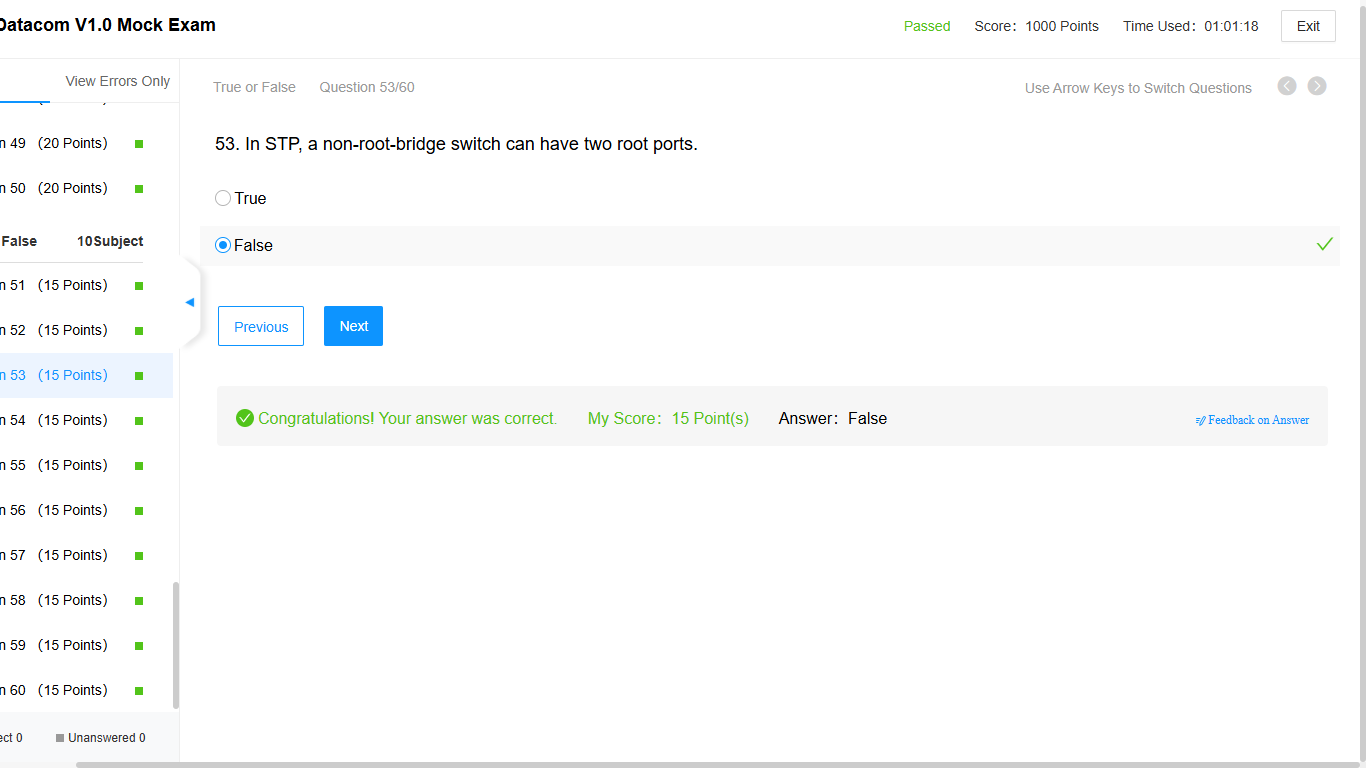 Datacom V1.0 Mock Exam
Passed Score：1000 Points Time Used：01:01:18 Exit
View Errors Only
True or False Question 53/60
Use Arrow Keys to Switch Questions
n 49 (20 Points)
n 50 (20 Points)
False 10Subject
n 51 (15 Points)
n 52 (15 Points)
n 53 (15 Points)
n 54 (15 Points)
n 55 (15 Points)
n 56 (15 Points)
n 57 (15 Points)
n 58 (15 Points)
n 59 (15 Points)
n 60 (15 Points)
ect 0 Unanswered 0
53. In STP, a non-root-bridge switch can have two root ports.
True
False
Previous Next
Congratulations! Your answer was correct. My Score：15 Point(s) Answer：False
Feedback on Answer